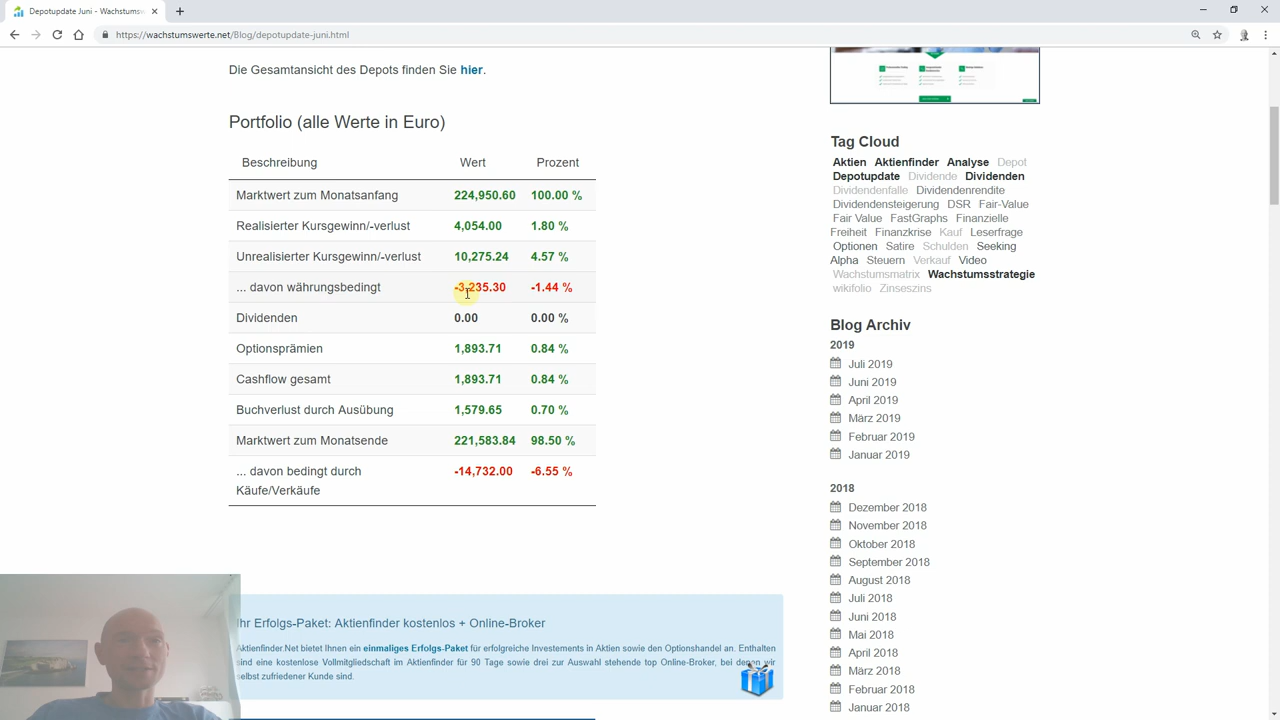 Depotupdate Juni - Wachstumsw
https://wachstumswerte.net/Blog/depotupdate-juni.html
Gesamtansicht des Depots finden Sie hier.
Portfolio (alle Werte in Euro)
Beschreibung Wert Prozent
Marktwert zum Monatsanfang 224,950.60 100.00 %
Realisierter Kursgewinn/-verlust 4,054.00 1.80 %
Unrealisierter Kursgewinn/-verlust 10,275.24 4.57 %
... davon währungsbedingt -3,235.30 -1.44 %
Dividenden 0.00 0.00 %
Optionsprämien 1,893.71 0.84 %
Cashflow gesamt 1,893.71 0.84 %
Buchverlust durch Ausübung 1,579.65 0.70 %
Marktwert zum Monatsende 221,583.84 98.50 %
... davon bedingt durch -14,732.00 -6.55 %
Käufe/Verkäufe
Ihr Erfolgs-Paket: Aktienfinder kostenlos + Online-Broker
Aktienfinder.Net bietet Ihnen ein einmaliges Erfolgs-Paket für erfolgreiche Investements in Aktien sowie den Optionshandel an. Enthalten
sind eine kostenlose Vollmitgliedschaft im Aktienfinder für 90 Tage sowie drei zur Auswahl stehende top Online-Broker, bei denen wir
selbst zufriedener Kunde sind.
Tag Cloud
Aktien Aktienfinder Analyse Depot
Depotupdate Dividende Dividenden
Dividendenfalle Dividendenrendite
Dividendensteigerung DSR Fair-Value
Fair Value FastGraphs Finanzielle
Freiheit Finanzkrise Kauf Leserfrage
Optionen Satire Schulden Seeking
Alpha Steuern Verkauf Video
Wachstumsmatrix Wachstumsstrategie
wikifolio Zinseszins
Blog Archiv
2019
Juli 2019
Juni 2019
April 2019
März 2019
Februar 2019
Januar 2019
2018
Dezember 2018
November 2018
Oktober 2018
September 2018
August 2018
Juli 2018
Juni 2018
Mai 2018
April 2018
März 2018
Februar 2018
Januar 2018